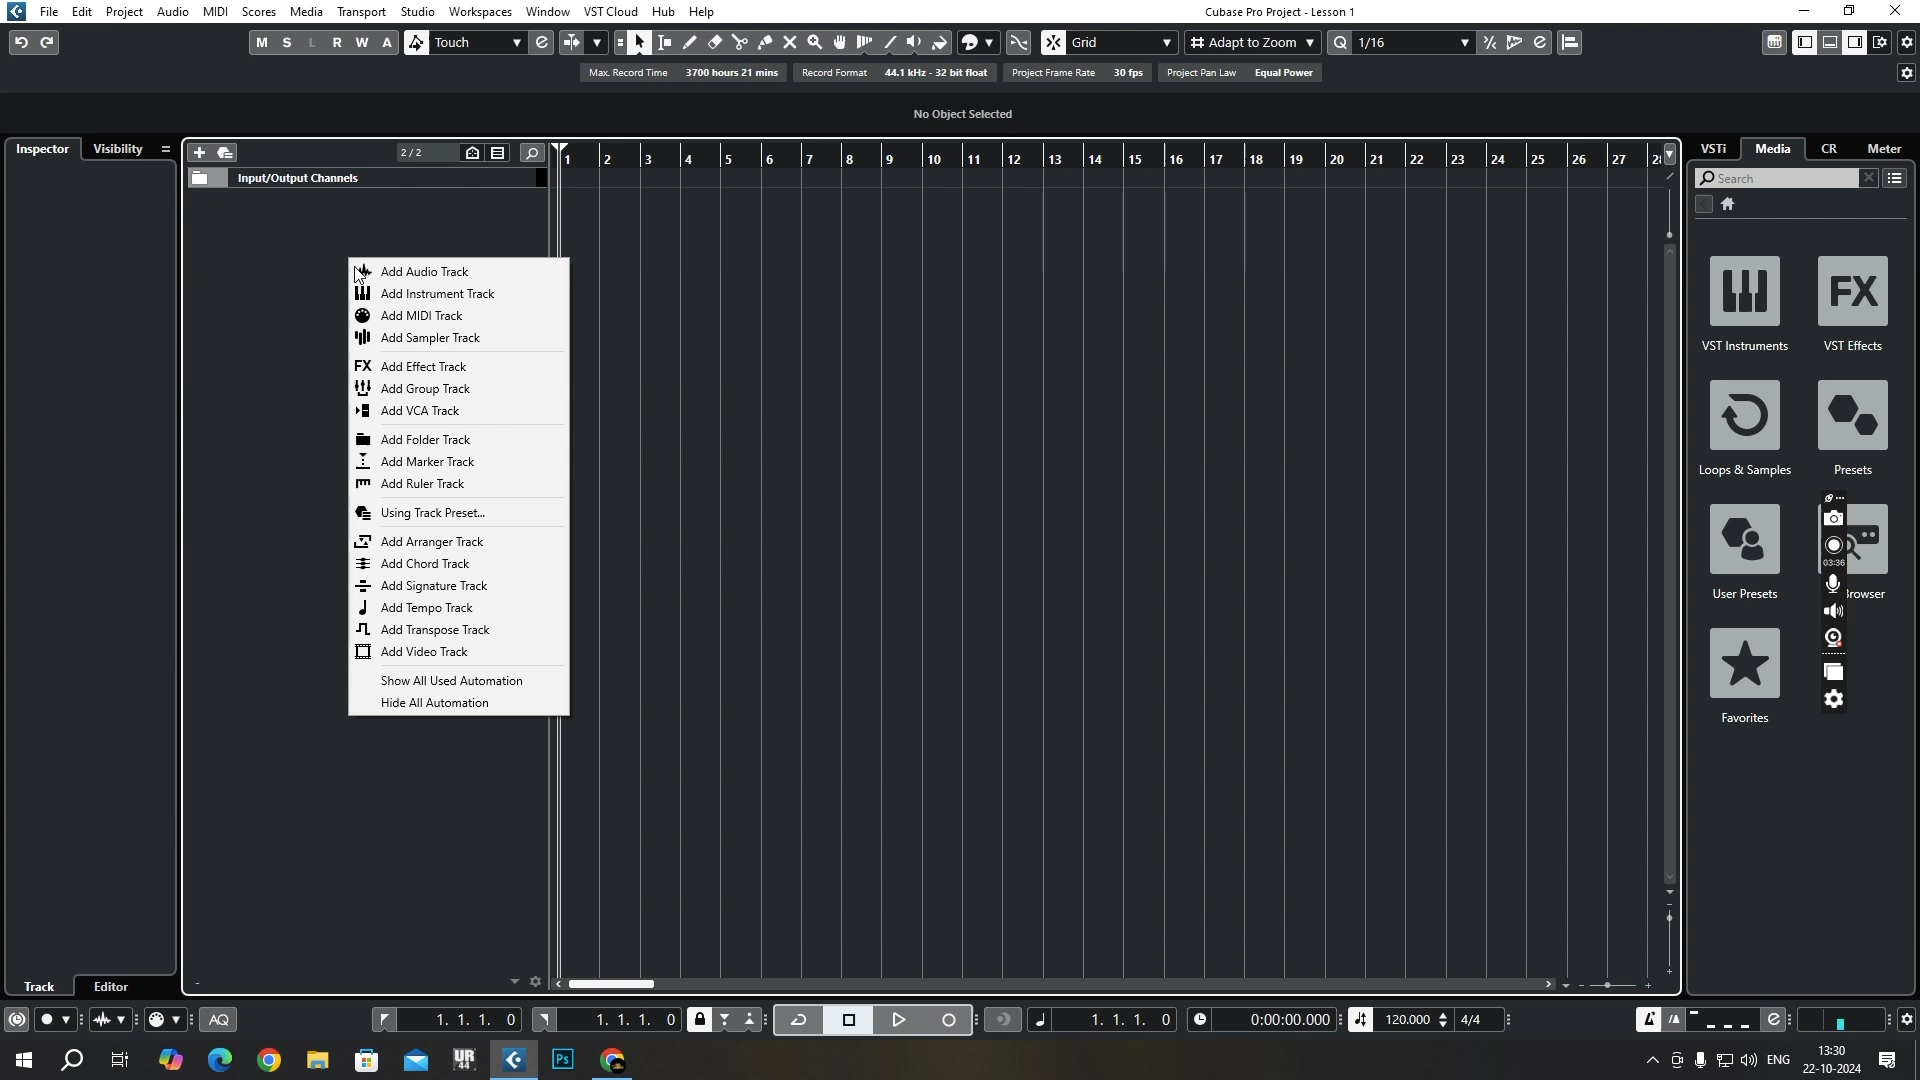 File Edit Project Audio MIDI Scores Media Transport Studio Workspaces Window VST Cloud Hub Help
Cubase Pro Project - Lesson 1
M S L R W A Touch Grid Adapt to Zoom Q 1/16
Max. Record Time 3700 hours 21 mins Record Format 44.1 kHz - 32 bit float Project Frame Rate 30 fps Project Pan Law Equal Power
No Object Selected
Inspector Visibility
2 / 2
1 2 3 4 5 6 7 8 9 10 11 12 13 14 15 16 17 18 19 20 21 22 23 24 25 26 27
VSTi Media CR Meter
Input/Output Channels
Search
Add Audio Track
Add Instrument Track
Add MIDI Track
Add Sampler Track
FX Add Effect Track
Add Group Track
Add VCA Track
Add Folder Track
Add Marker Track
Add Ruler Track
Using Track Preset...
Add Arranger Track
Add Chord Track
Add Signature Track
Add Tempo Track
Add Transpose Track
Add Video Track
Show All Used Automation
Hide All Automation
FX
VST Instruments VST Effects
Loops & Samples Presets
03:36
User Presets rowser
Favorites
Track Editor
AQ
1. 1. 1. 0
1. 1. 1. 0
1. 1. 1. 0
0:00:00.000
120.000
4/4
UR
44
Ps
ENG
13:30
22-10-2024